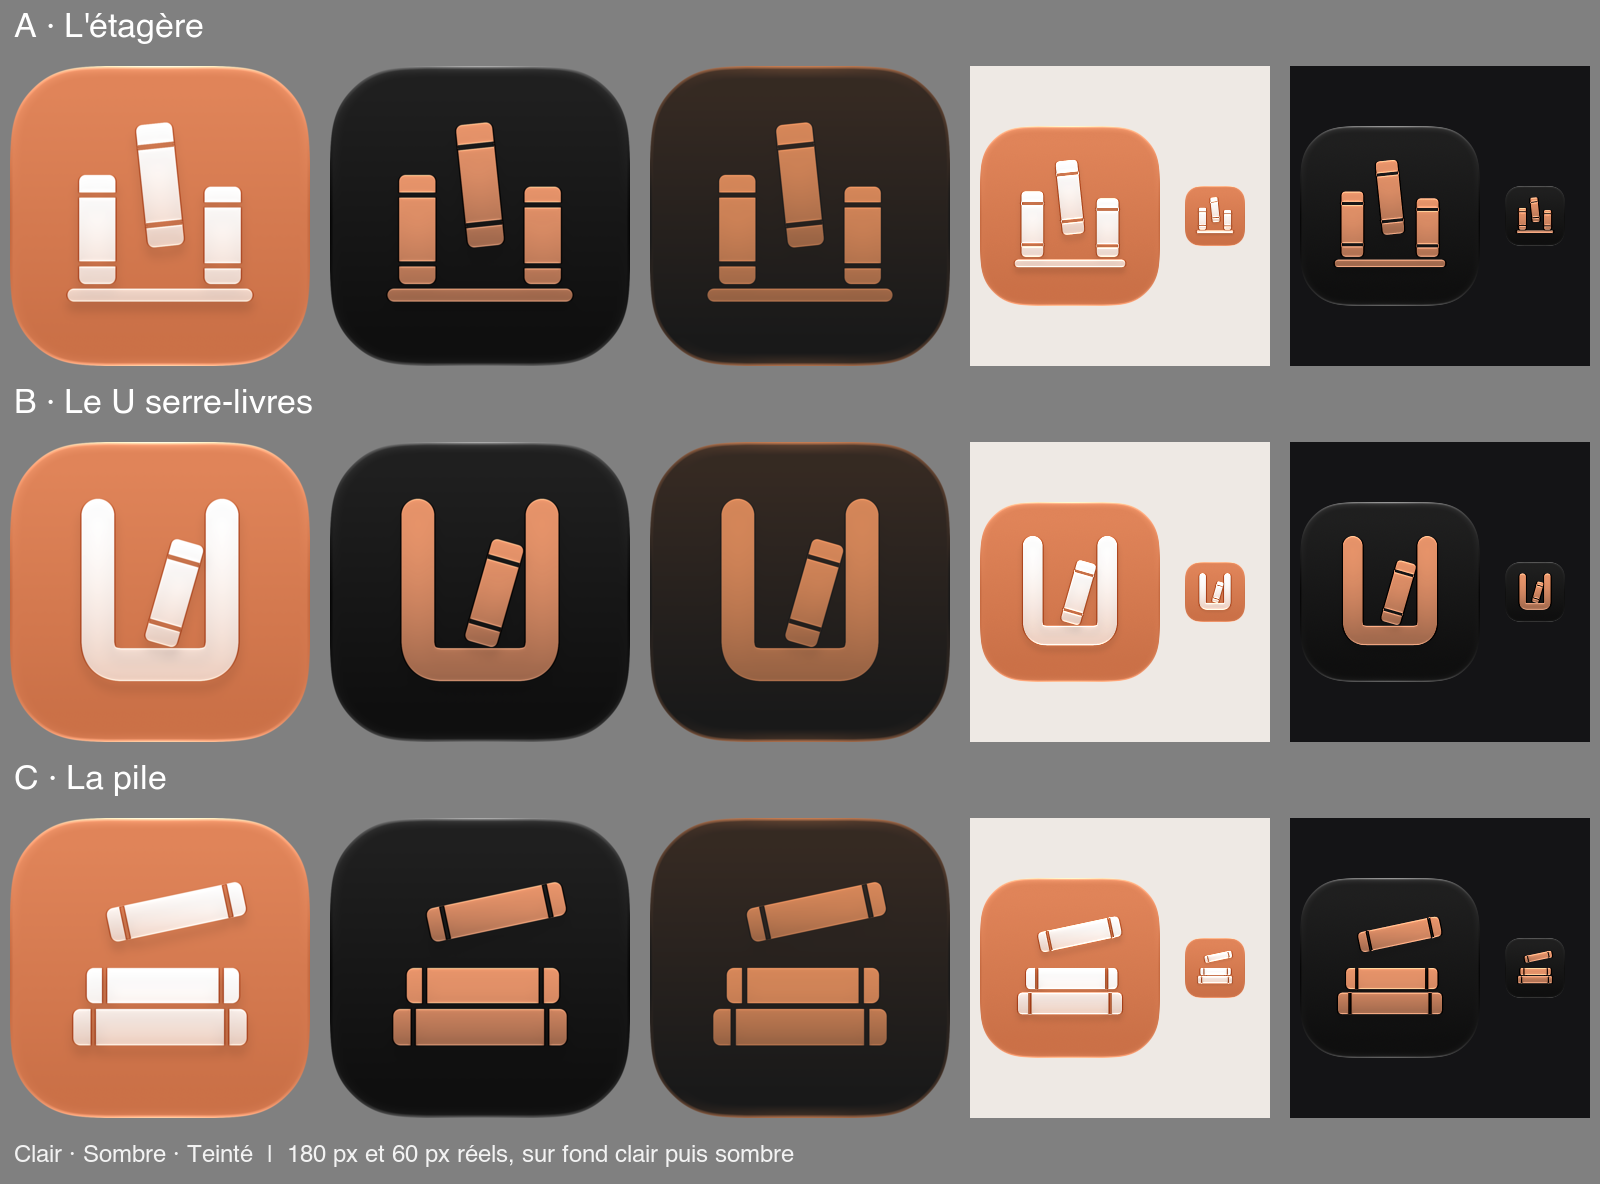 A · L'étagère
B · Le U serre-livres
C · La pile
Clair · Sombre · Teinté | 180 px et 60 px réels, sur fond clair puis sombre